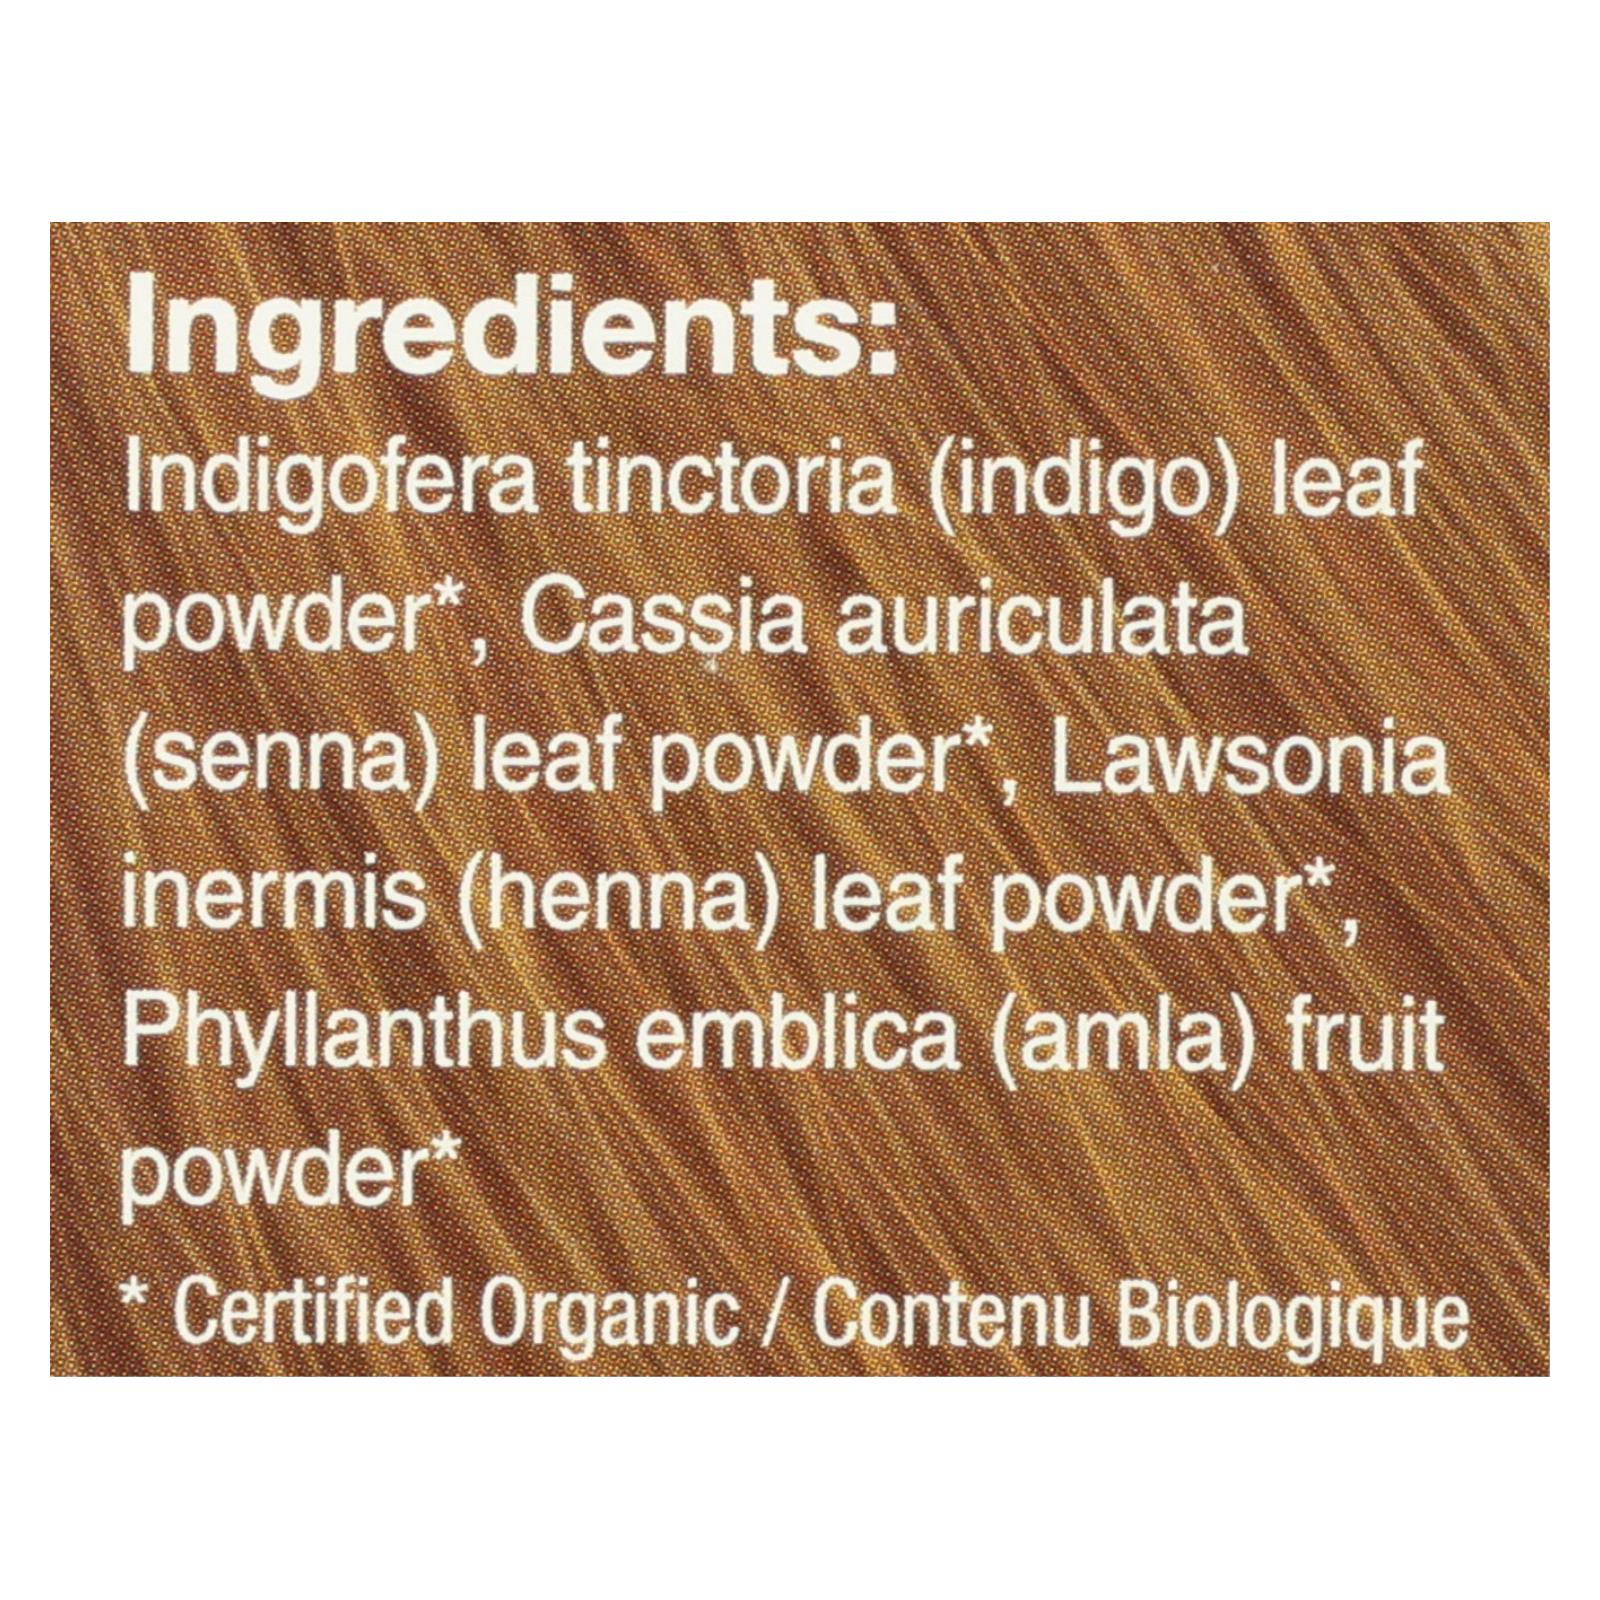 Ingredients:
Indigofera tinctoria (indigo) leaf
powder*, Cassia auriculata
(senna) leaf powder*, Lawsonia
inermis (henna) leaf powder*,
Phyllanthus emblica (amla) fruit
powder*
* Certified Organic / Contenu Biologique